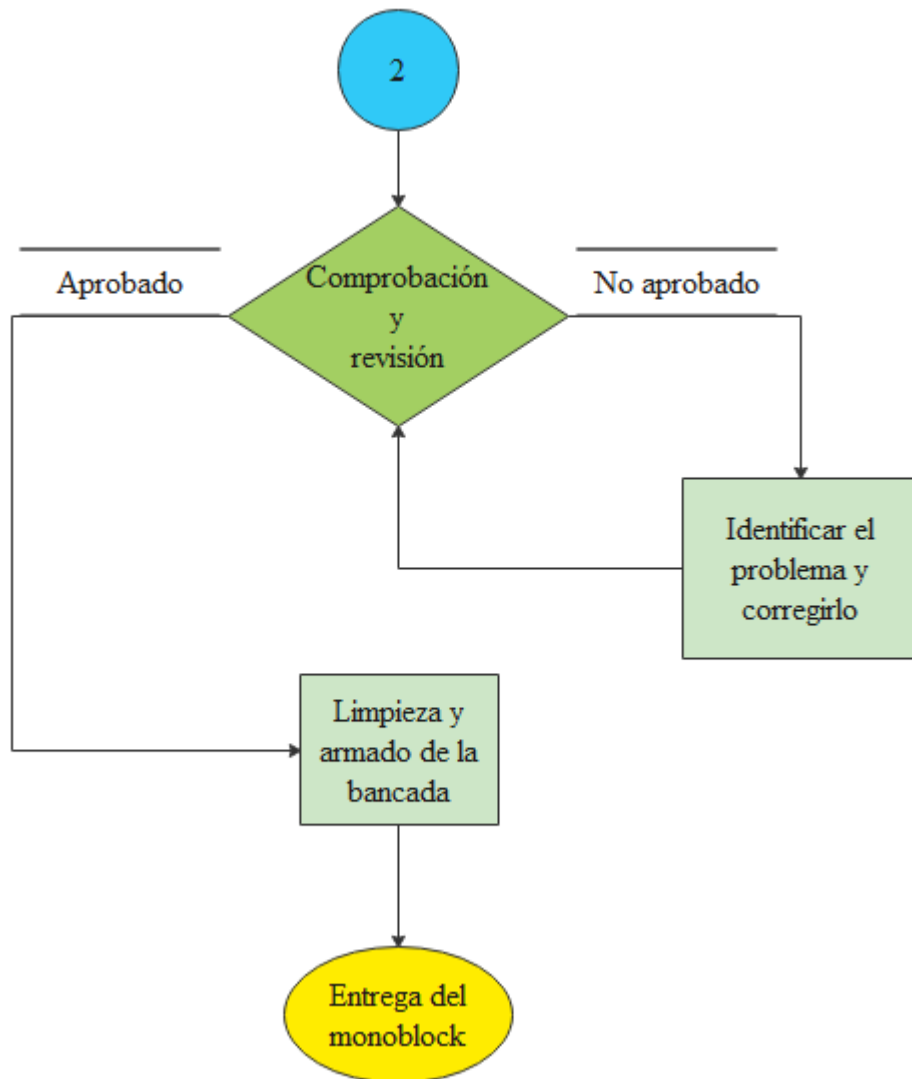 2
Aprobado
Comprobación
y
revisión
No aprobado
Identificar el
problema y
corregirlo
Limpieza y
armado de la
bancada
Entrega del
monoblock